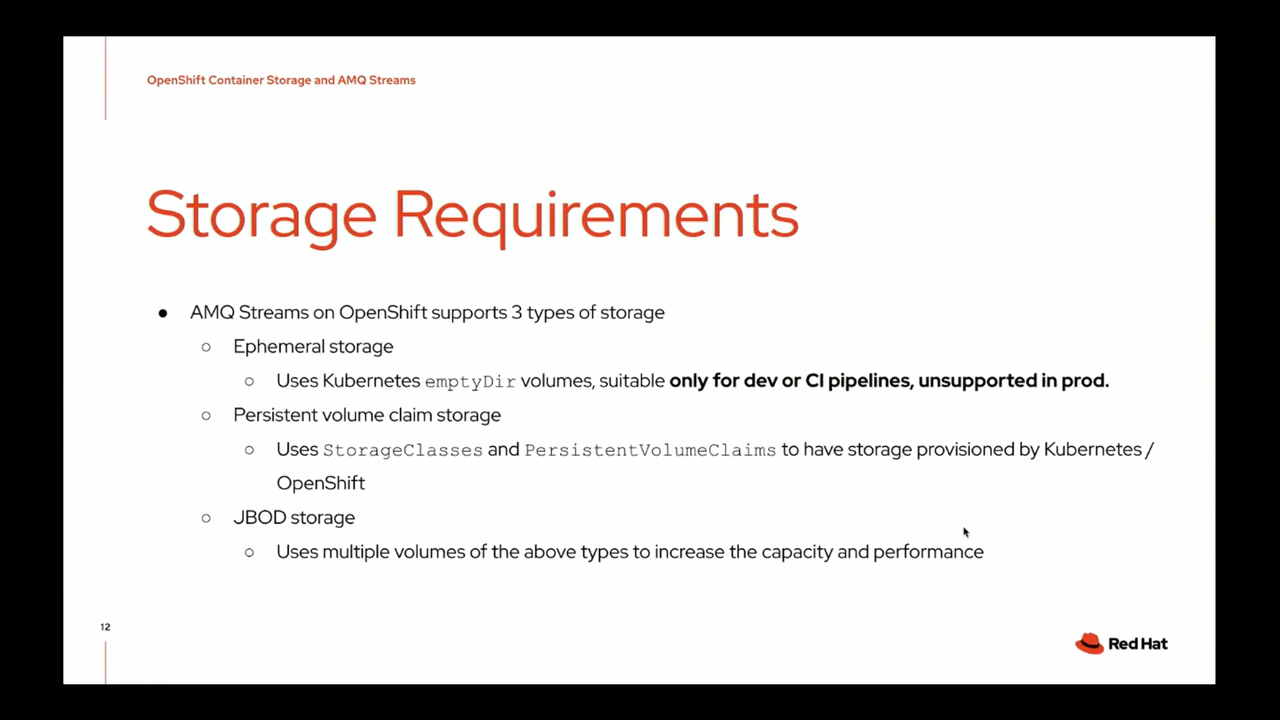 OpenShift Container Storage and AMQ Streams
Storage Requirements
● AMQ Streams on OpenShift supports 3 types of storage
○ Ephemeral storage
○ Uses Kubernetes emptyDir volumes, suitable only for dev or CI pipelines, unsupported in prod.
○ Persistent volume claim storage
○ Uses StorageClasses and PersistentVolumeClaims to have storage provisioned by Kubernetes /
OpenShift
○ JBOD storage
○ Uses multiple volumes of the above types to increase the capacity and performance
12
Red Hat